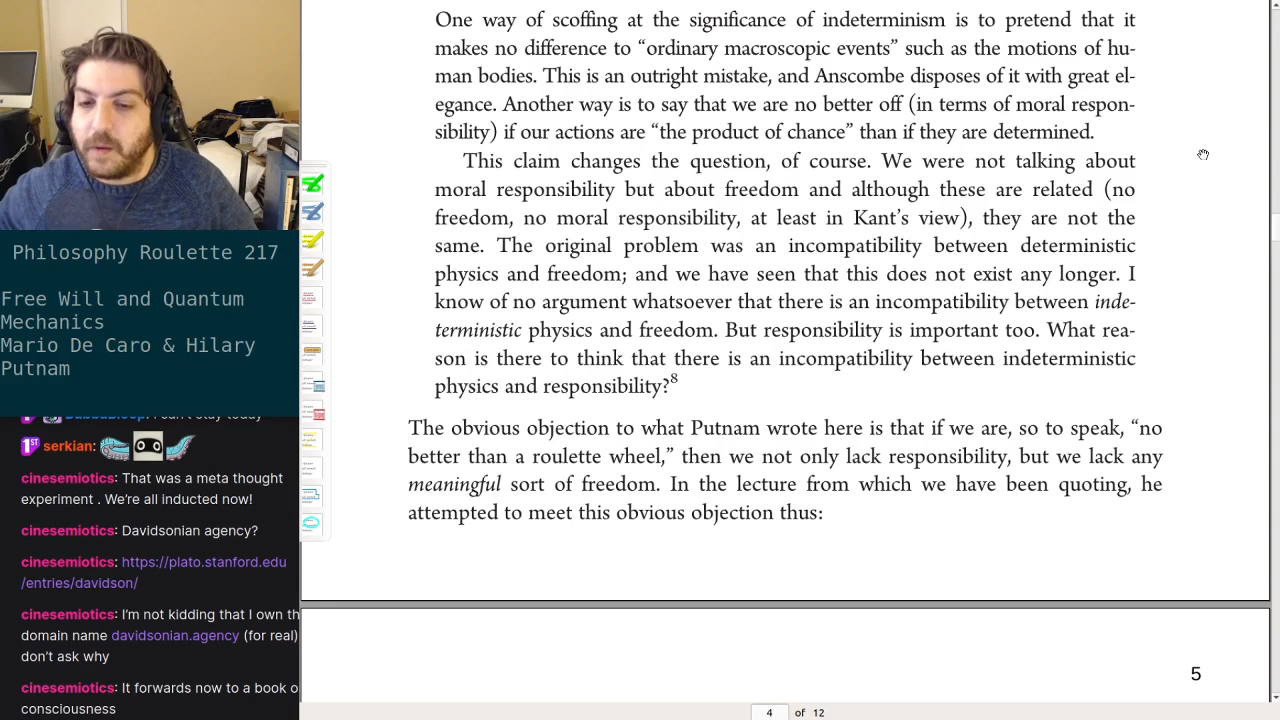 One way of scoffing at the significance of indeterminism is to pretend that it
makes no difference to “ordinary macroscopic events” such as the motions of hu-
man bodies. This is an outright mistake, and Anscombe disposes of it with great el-
egance. Another way is to say that we are no better off (in terms of moral respon-
sibility) if our actions are “the product of chance” than if they are determined.
This claim changes the question, of course. We were not talking about
moral responsibility but about freedom and although these are related (no
freedom, no moral responsibility, at least in Kant’s view), they are not the
same. The original problem was an incompatibility between deterministic
physics and freedom; and we have seen that this does not exist any longer. I
know of no argument whatsoever that there is an incompatibility between inde-
terministic physics and freedom. But responsibility is important too. What rea-
son is there to think that there is an incompatibility between indeterministic
physics and responsibility?8
The obvious objection to what Putnam wrote here is that if we are, so to speak, “no
better than a roulette wheel,” then we not only lack responsibility but we lack any
meaningful sort of freedom. In the lecture from which we have been quoting, he
attempted to meet this obvious objection thus:
5
4 of 12
Philosophy Roulette 217
Free Will and Quantum
Mechanics
Mario De Caro & Hilary
Putnam
I can't stay today
serkian:
cinesemiotics: That was a meta thought
experiment . We're all inducted now!
cinesemiotics: Davidsonian agency?
cinesemiotics: https://plato.stanford.edu
/entries/davidson/
cinesemiotics: I'm not kidding that I own th
domain name davidsonian.agency (for real)
don't ask why
cinesemiotics: It forwards now to a book o
consciousness